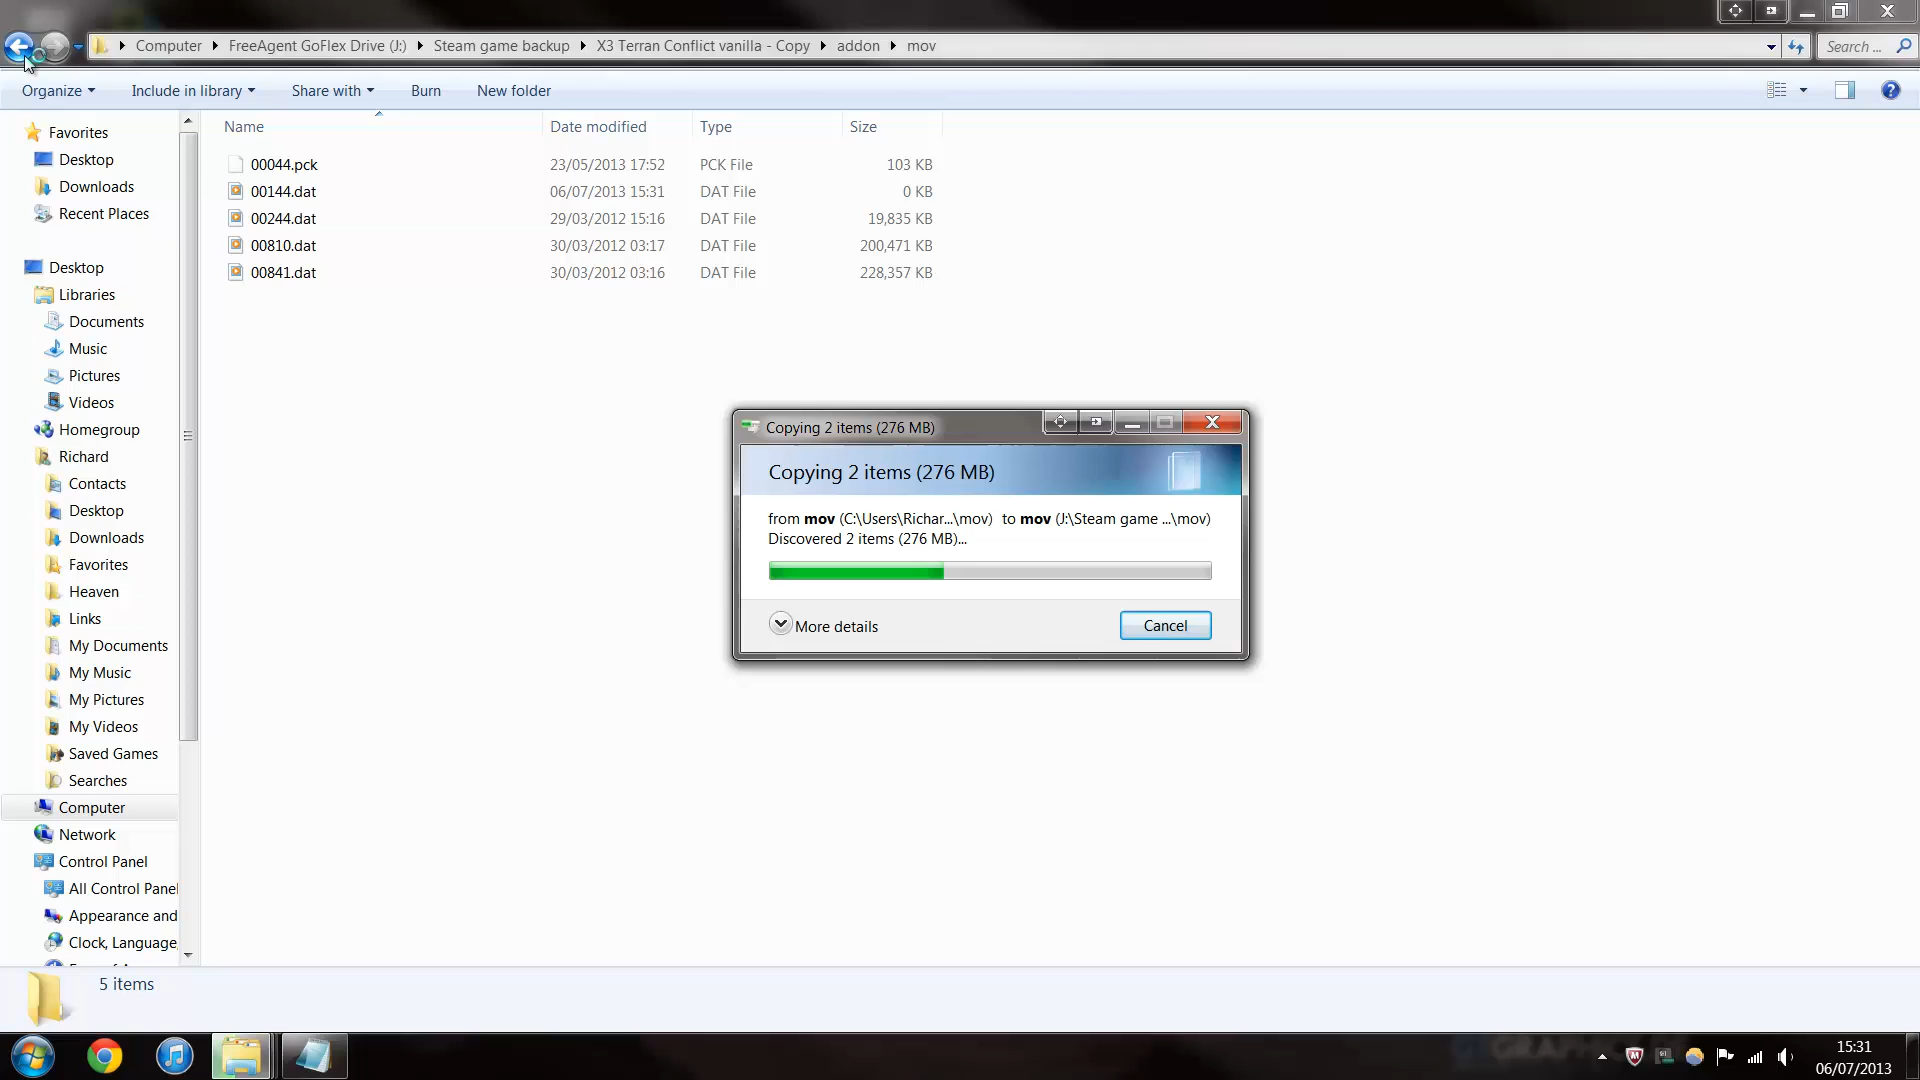 Computer FreeAgent GoFlex Drive (J:) Steam game backup X3 Terran Conflict vanilla - Copy addon mov
Search ...
Organize Include in library Share with Burn New folder
Name Date modified Type Size
00044.pck 23/05/2013 17:52 PCK File 103 KB
00144.dat 06/07/2013 15:31 DAT File 0 KB
00244.dat 29/03/2012 15:16 DAT File 19,835 KB
00810.dat 30/03/2012 03:17 DAT File 200,471 KB
00841.dat 30/03/2012 03:16 DAT File 228,357 KB
Favorites
Desktop
Downloads
Recent Places
Desktop
Libraries
Documents
Music
Pictures
Videos
Homegroup
Richard
Contacts
Desktop
Downloads
Favorites
Heaven
Links
My Documents
My Music
My Pictures
My Videos
Saved Games
Searches
Computer
Network
Control Panel
All Control Panel
Appearance and
Clock, Language,
Copying 2 items (276 MB)
Copying 2 items (276 MB)
from mov (C:\Users\Richar...\mov) to mov (J:\Steam game ...\mov)
Discovered 2 items (276 MB)...
More details
Cancel
5 items
15:31
06/07/2013